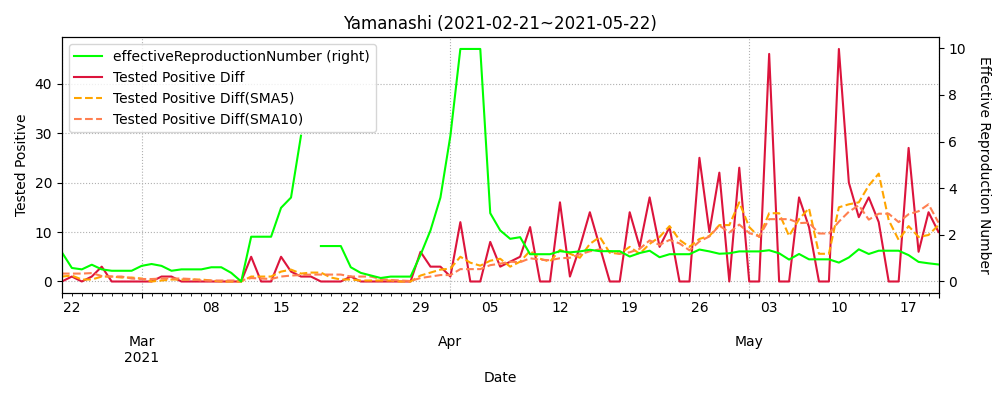 Yamanashi (2021-02-21~2021-05-22)
effectiveReproductionNumber (right)
Tested Positive Diff
Tested Positive Diff(SMA5)
Tested Positive Diff(SMA10)
Tested Positive
40
30
20
10
0
10
8
6
4
2
0
Effective Reproduction Number
22 08 15 22 29 05 12 19 26 03 10 17
Mar Apr May
2021
Date